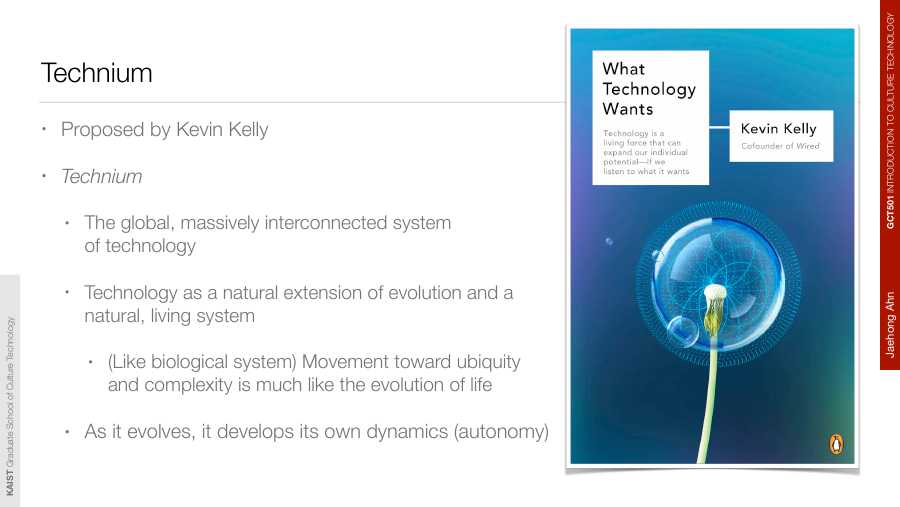 Technium
• Proposed by Kevin Kelly
• Technium
• The global, massively interconnected system
of technology
• Technology as a natural extension of evolution and a
natural, living system
• (Like biological system) Movement toward ubiquity
and complexity is much like the evolution of life
• As it evolves, it develops its own dynamics (autonomy)
What
Technology
Wants
Technology is a
living force that can
expand our individual
potential—if we
listen to what it wants
Kevin Kelly
Cofounder of Wired
GCT501 INTRODUCTION TO CULTURE TECHNOLOGY
Jaehong Ahn
KAIST Graduate School of Culture Technology